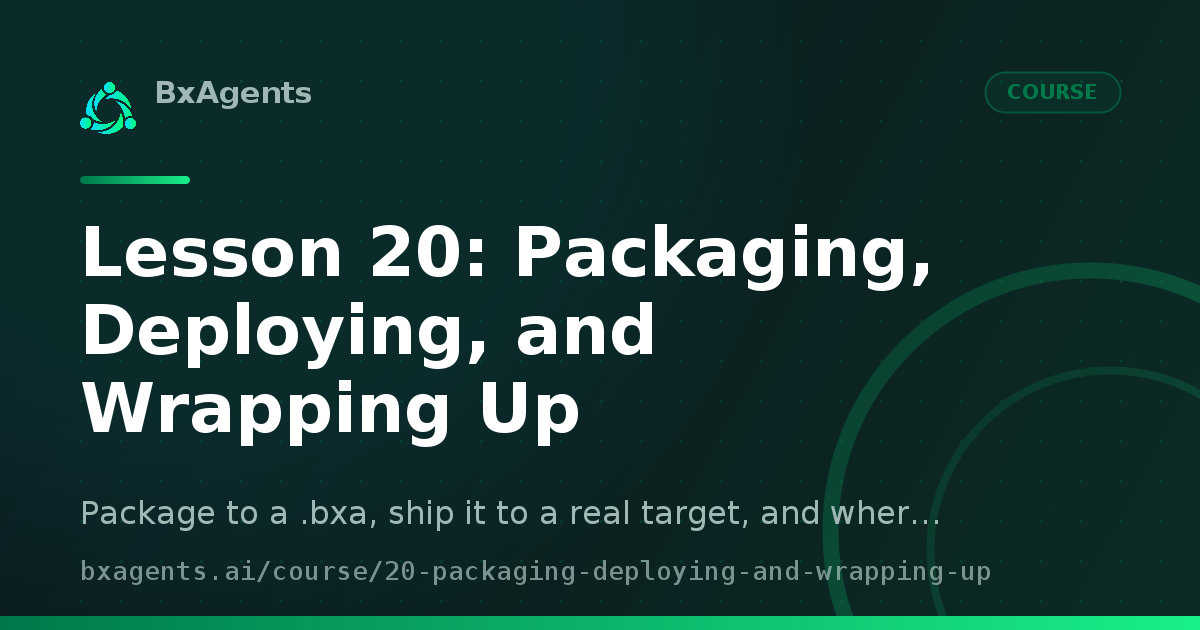 BxAgents
COURSE
Lesson 20: Packaging,
Deploying, and
Wrapping Up
Package to a .bxa, ship it to a real target, and wher…
bxagents.ai/course/20-packaging-deploying-and-wrapping-up